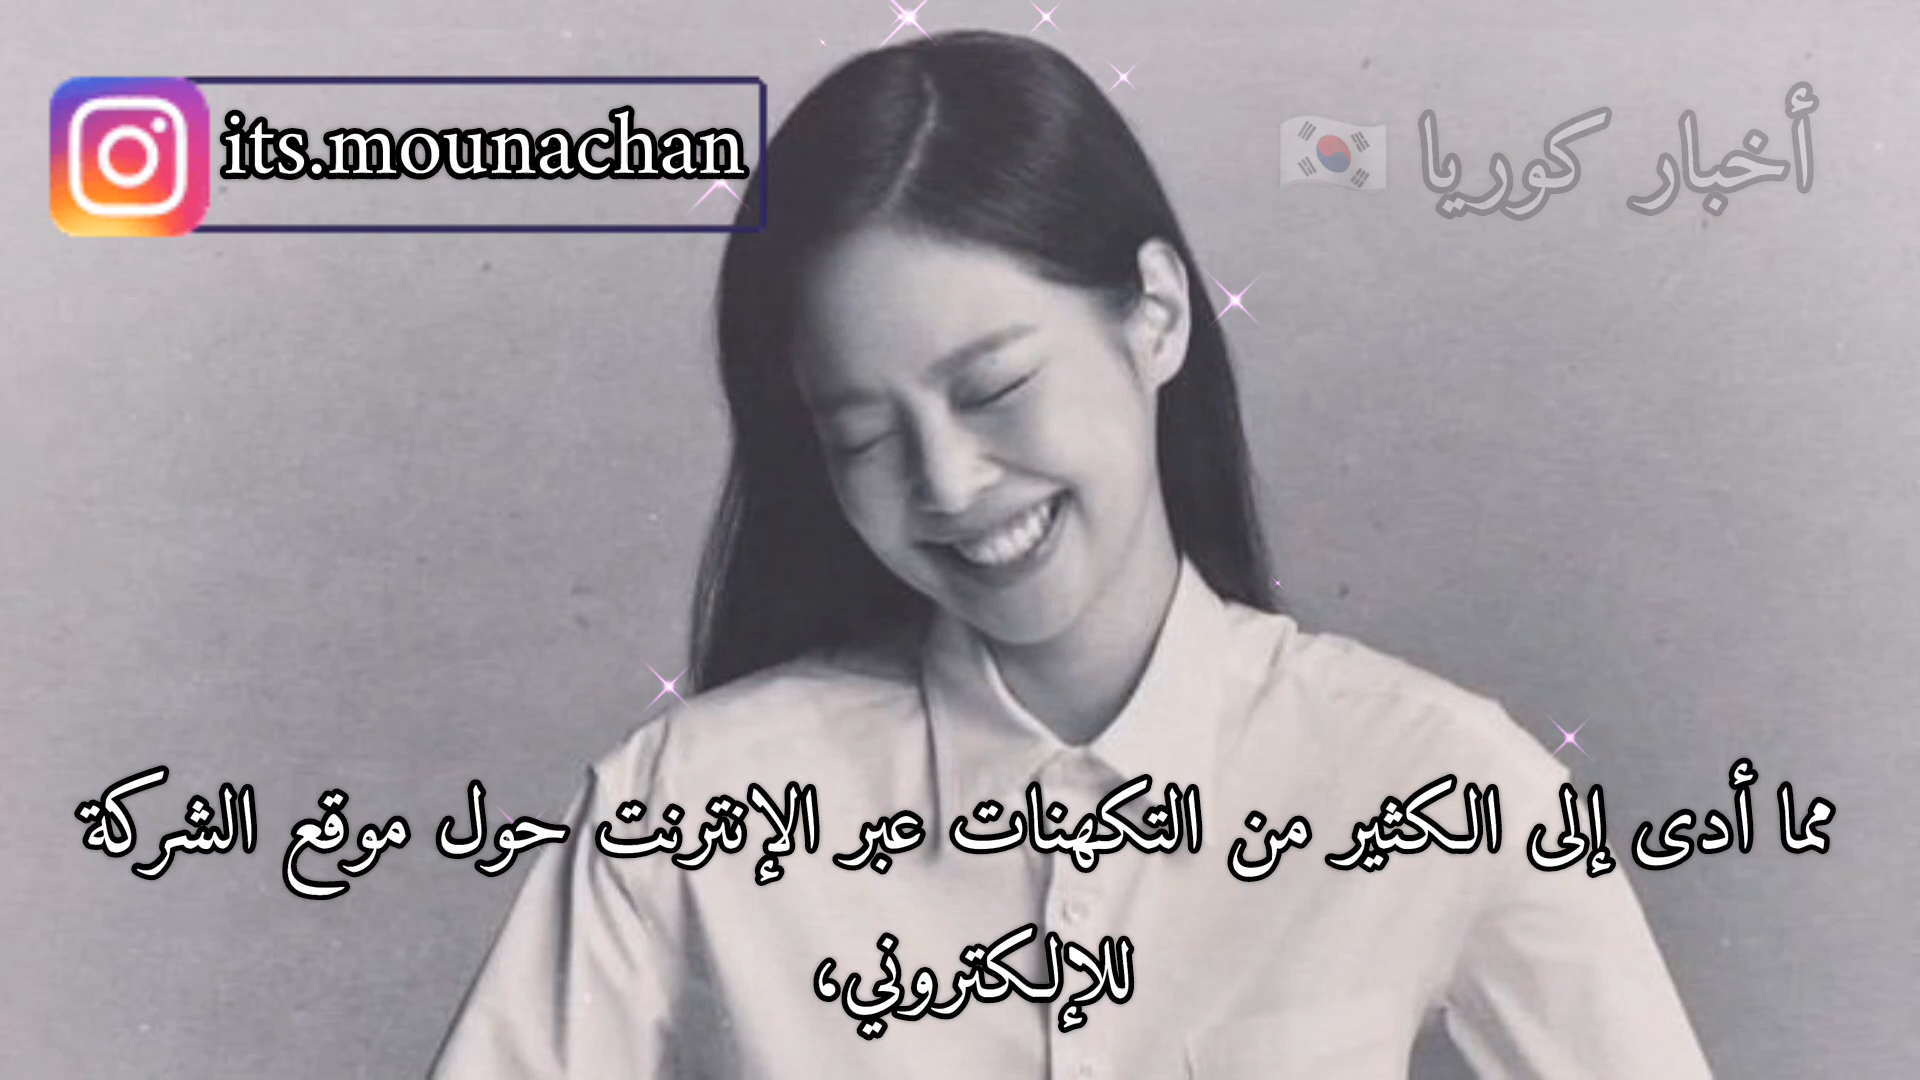 its.mounachan
أخبار كوريا
مما أدى إلى الكثير من التكهنات عبر الإنترنت حول موقع الشركة
للإلكتروني،